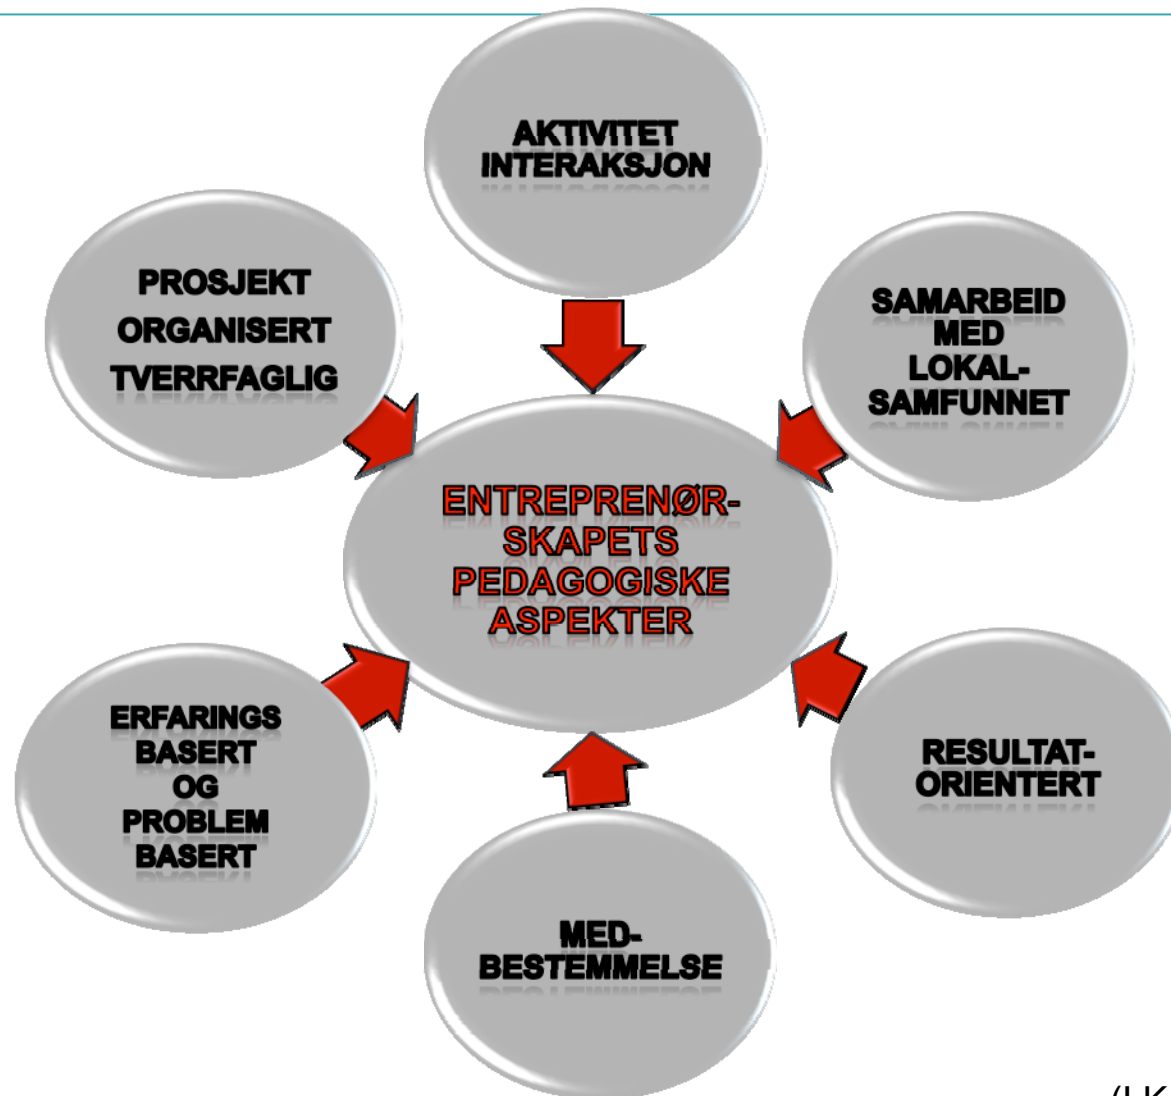 AKTIVITET
INTERAKSJON
PROSJEKT
ORGANISERT
TVERRFAGLIG
SAMARBEID
MED
LOKAL-
SAMFUNNET
ENTREPRENØR-
SKAPETS
PEDAGOGISKE
ASPEKTER
ERFARINGS
BASERT
OG
PROBLEM
BASERT
RESULTAT-
ORIENTERT
MED-
BESTEMMELSE